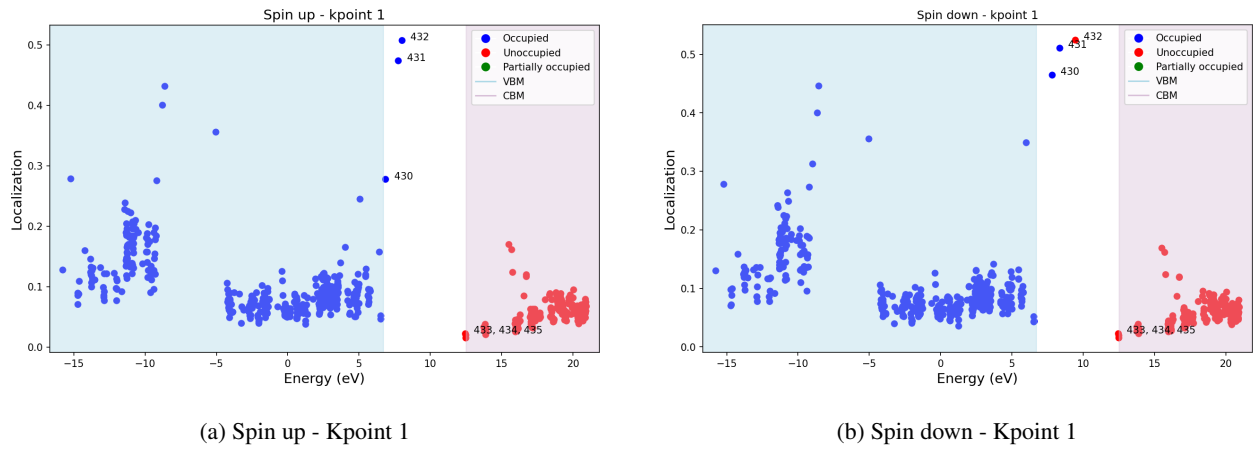 Spin up - kpoint 1
Localization
0.5
0.4
0.3
0.2
0.1
0.0
432
431
430
433, 434, 435
Occupied
Unoccupied
Partially occupied
VBM
CBM
−15
−10
−5
0
5
10
15
20
Energy (eV)
(a) Spin up - Kpoint 1
Spin down - kpoint 1
Localization
0.5
0.4
0.3
0.2
0.1
0.0
432
431
430
433, 434, 435
Occupied
Unoccupied
Partially occupied
VBM
CBM
−15
−10
−5
0
5
10
15
20
Energy (eV)
(b) Spin down - Kpoint 1